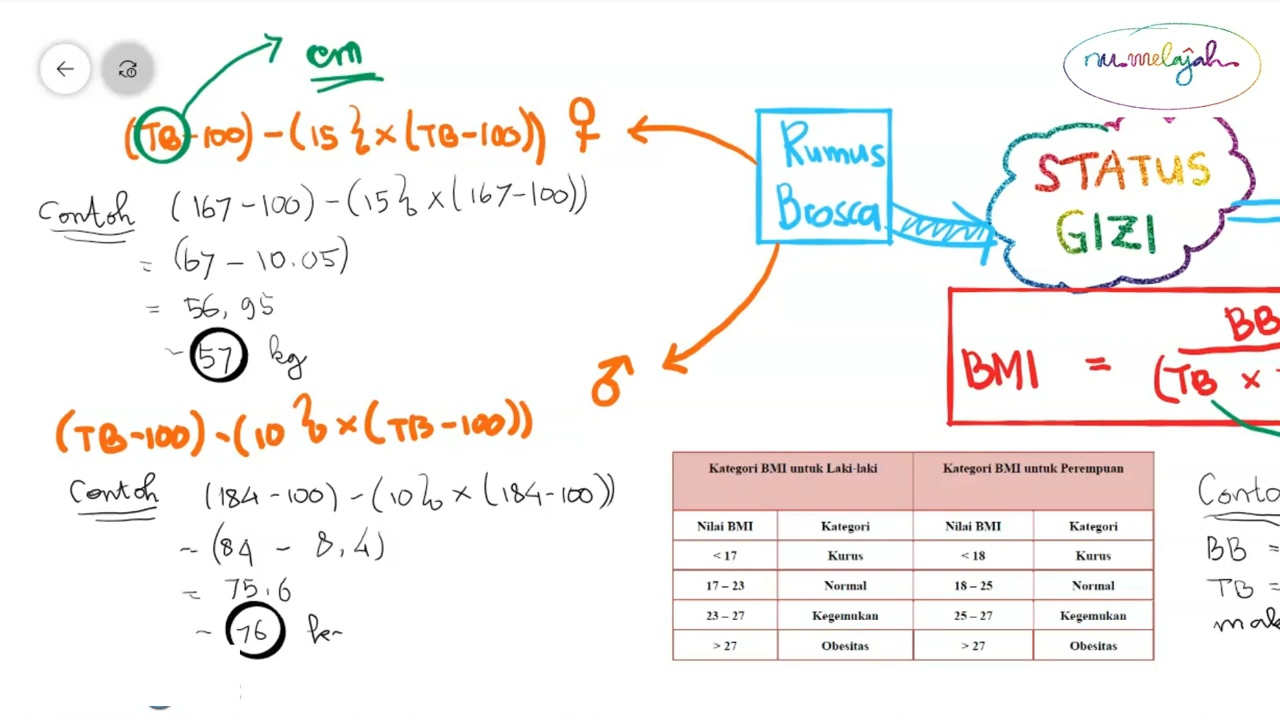 cm
nu.melajah
(TB-100) - (15% × (TB-100)) ♀
Rumus
Brosca
STATUS
GIZI
Contoh (167-100) - (15% × (167-100))
= (67 - 10.05)
= 56,95
~ 57 kg
BMI = BB
(TB ×
♂
(TB-100) - (10% × (TB-100))
Contoh (184-100) - (10% × (184-100))
~ (84 - 8,4)
= 75,6
~ 76
Kategori BMI untuk Laki-laki Kategori BMI untuk Perempuan
Nilai BMI Kategori Nilai BMI Kategori
< 17 Kurus < 18 Kurus
17 – 23 Normal 18 – 25 Normal
23 – 27 Kegemukan 25 – 27 Kegemukan
> 27 Obesitas > 27 Obesitas
BB =
TB =